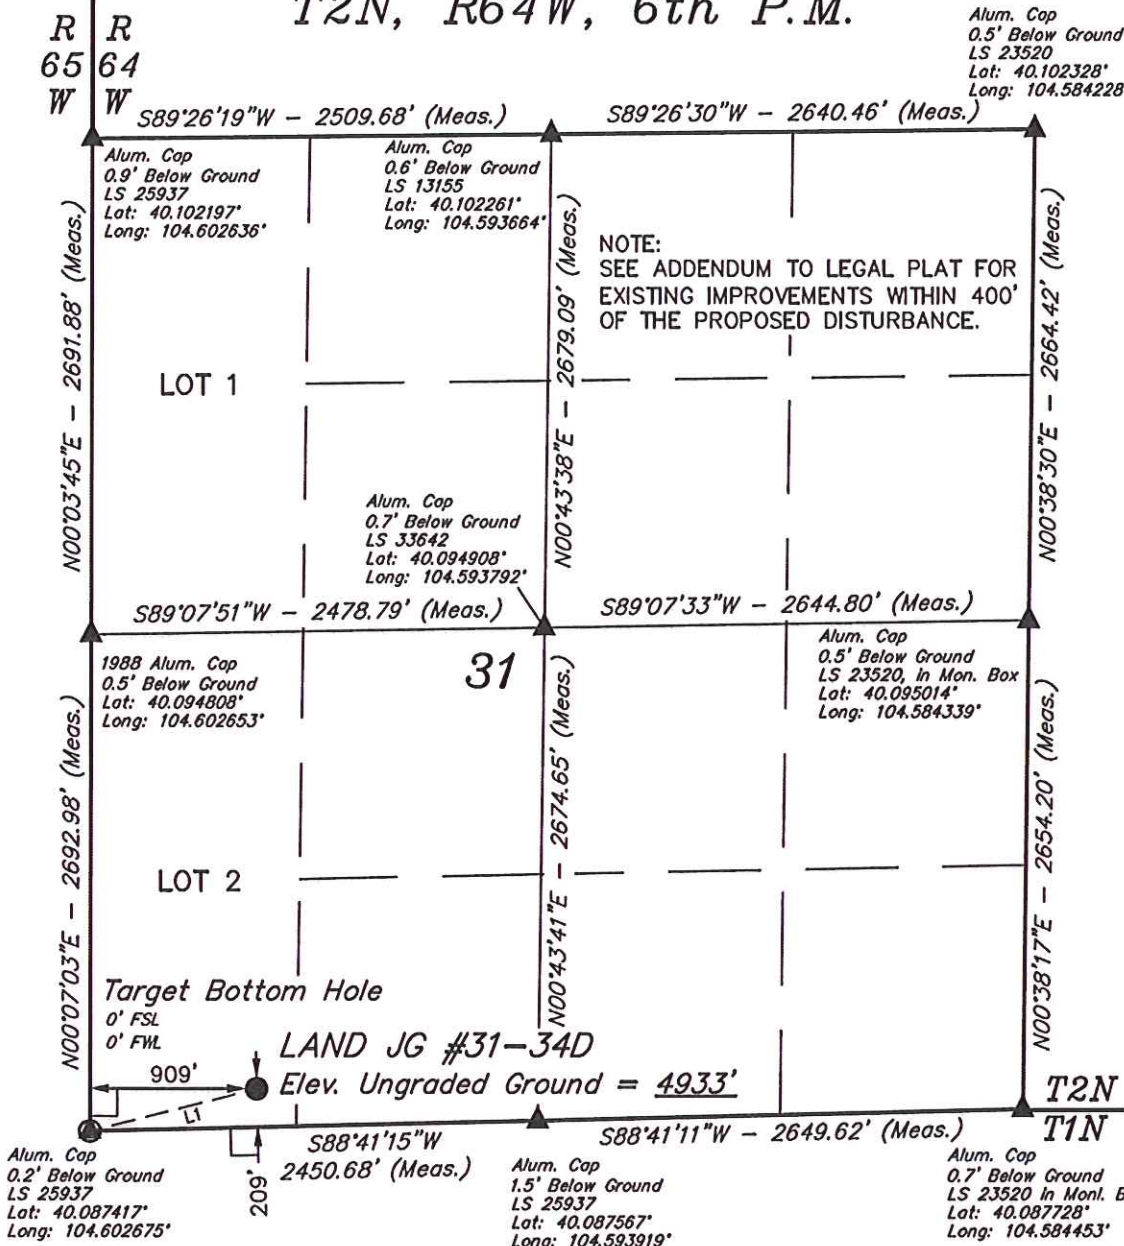 T2N, R64W, 6th P.M.
R R
65 64
W W
Alum. Cap
0.5' Below Ground
LS 23520
Lat: 40.102328°
Long: 104.584228
S89°26'19"W - 2509.68' (Meas.)
S89°26'30"W - 2640.46' (Meas.)
Alum. Cap
0.9' Below Ground
LS 25937
Lat: 40.102197°
Long: 104.602636°
Alum. Cap
0.6' Below Ground
LS 13155
Lat: 40.102261°
Long: 104.593664°
N00°03'45"E - 2691.88' (Meas.)
N00°43'38"E - 2679.09' (Meas.)
N00°38'30"E - 2664.42' (Meas.)
NOTE:
SEE ADDENDUM TO LEGAL PLAT FOR
EXISTING IMPROVEMENTS WITHIN 400'
OF THE PROPOSED DISTURBANCE.
LOT 1
Alum. Cap
0.7' Below Ground
LS 33642
Lat: 40.094908°
Long: 104.593792°
S89°07'51"W - 2478.79' (Meas.)
S89°07'33"W - 2644.80' (Meas.)
1988 Alum. Cap
0.5' Below Ground
Lat: 40.094808°
Long: 104.602653°
31
Alum. Cap
0.5' Below Ground
LS 23520, in Mon. Box
Lat: 40.095014°
Long: 104.584339°
N00°07'03"E - 2692.98' (Meas.)
N00°43'41"E - 2674.65' (Meas.)
N00°38'17"E - 2654.20' (Meas.)
LOT 2
Target Bottom Hole
0' FSL
0' FWL
LAND JG #31-34D
Elev. Ungraded Ground = 4933'
909'
L1
209'
T2N
T1N
S88°41'15"W
2450.68' (Meas.)
S88°41'11"W - 2649.62' (Meas.)
Alum. Cap
0.2' Below Ground
LS 25937
Lat: 40.087417°
Long: 104.602675°
Alum. Cap
1.5' Below Ground
LS 25937
Lat: 40.087567°
Long: 104.593919°
Alum. Cap
0.7' Below Ground
LS 23520 in Monl. B
Lat: 40.087728°
Long: 104.584453°